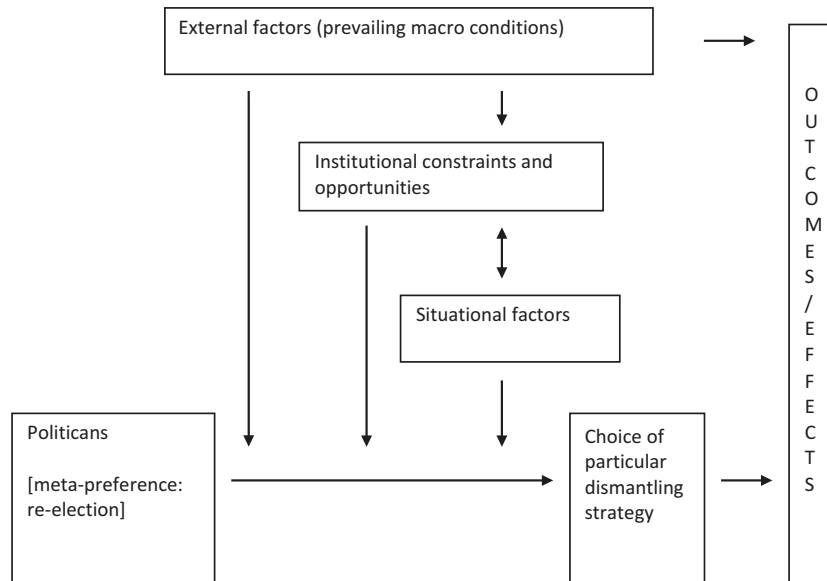 External factors (prevailing macro conditions)
Institutional constraints and
opportunities
Situational factors
Politicans
[meta-preference:
re-election]
Choice of
particular
dismantling
strategy
O
U
T
C
O
M
E
S
/
E
F
F
E
C
T
S